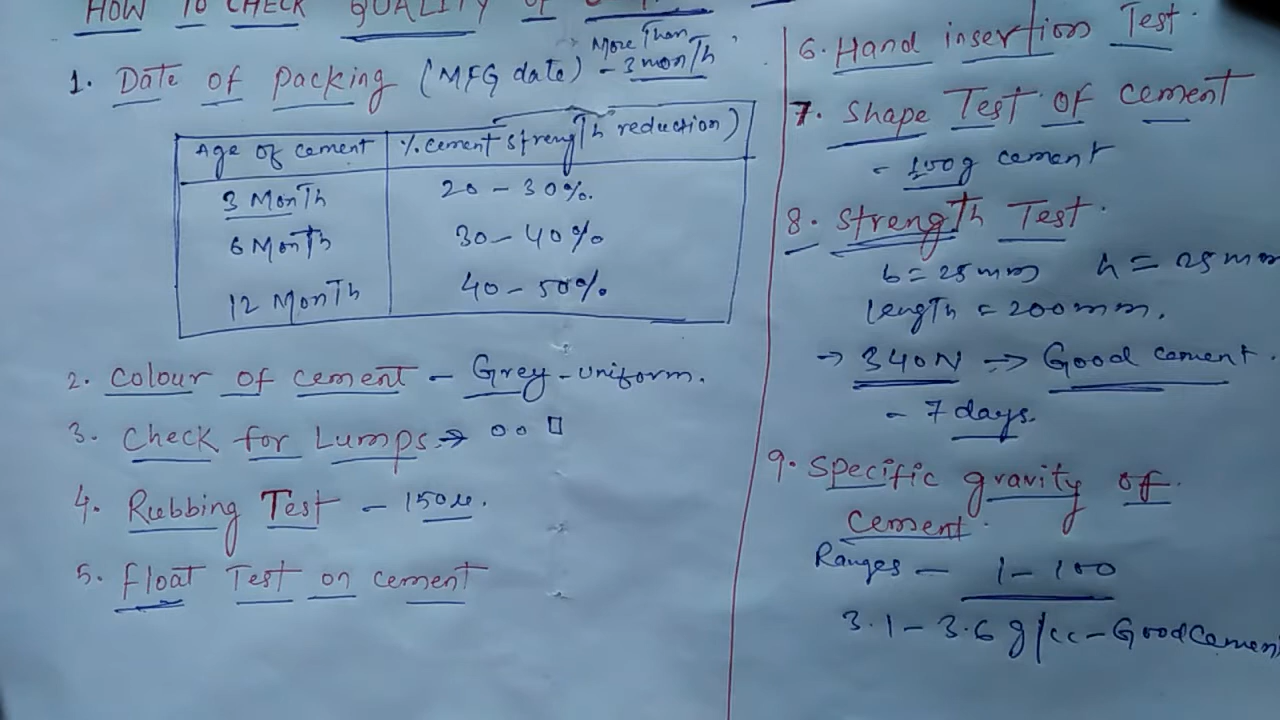 HOW TO CHECK QUALITY OF
1. Date of packing (MFG date) - More Than 3 month
Age of cement | % cement strength reduction)
3 Month 20 - 30%.
6 Month 30 - 40%
12 Month 40 - 50%
2. Colour of cement - Grey - uniform.
3. Check for Lumps → 00□
4. Rubbing Test - 150u.
5. Float Test on cement
6. Hand insertion Test.
7. Shape Test of cement
- 100g cement
8. Strength Test.
b = 25mm h = 25mm
length = 200mm.
→ 340N → Good cement.
- 7 days.
9. Specific gravity of
cement.
Ranges - 1 - 100
3.1 - 3.6 g/cc - Good Cement